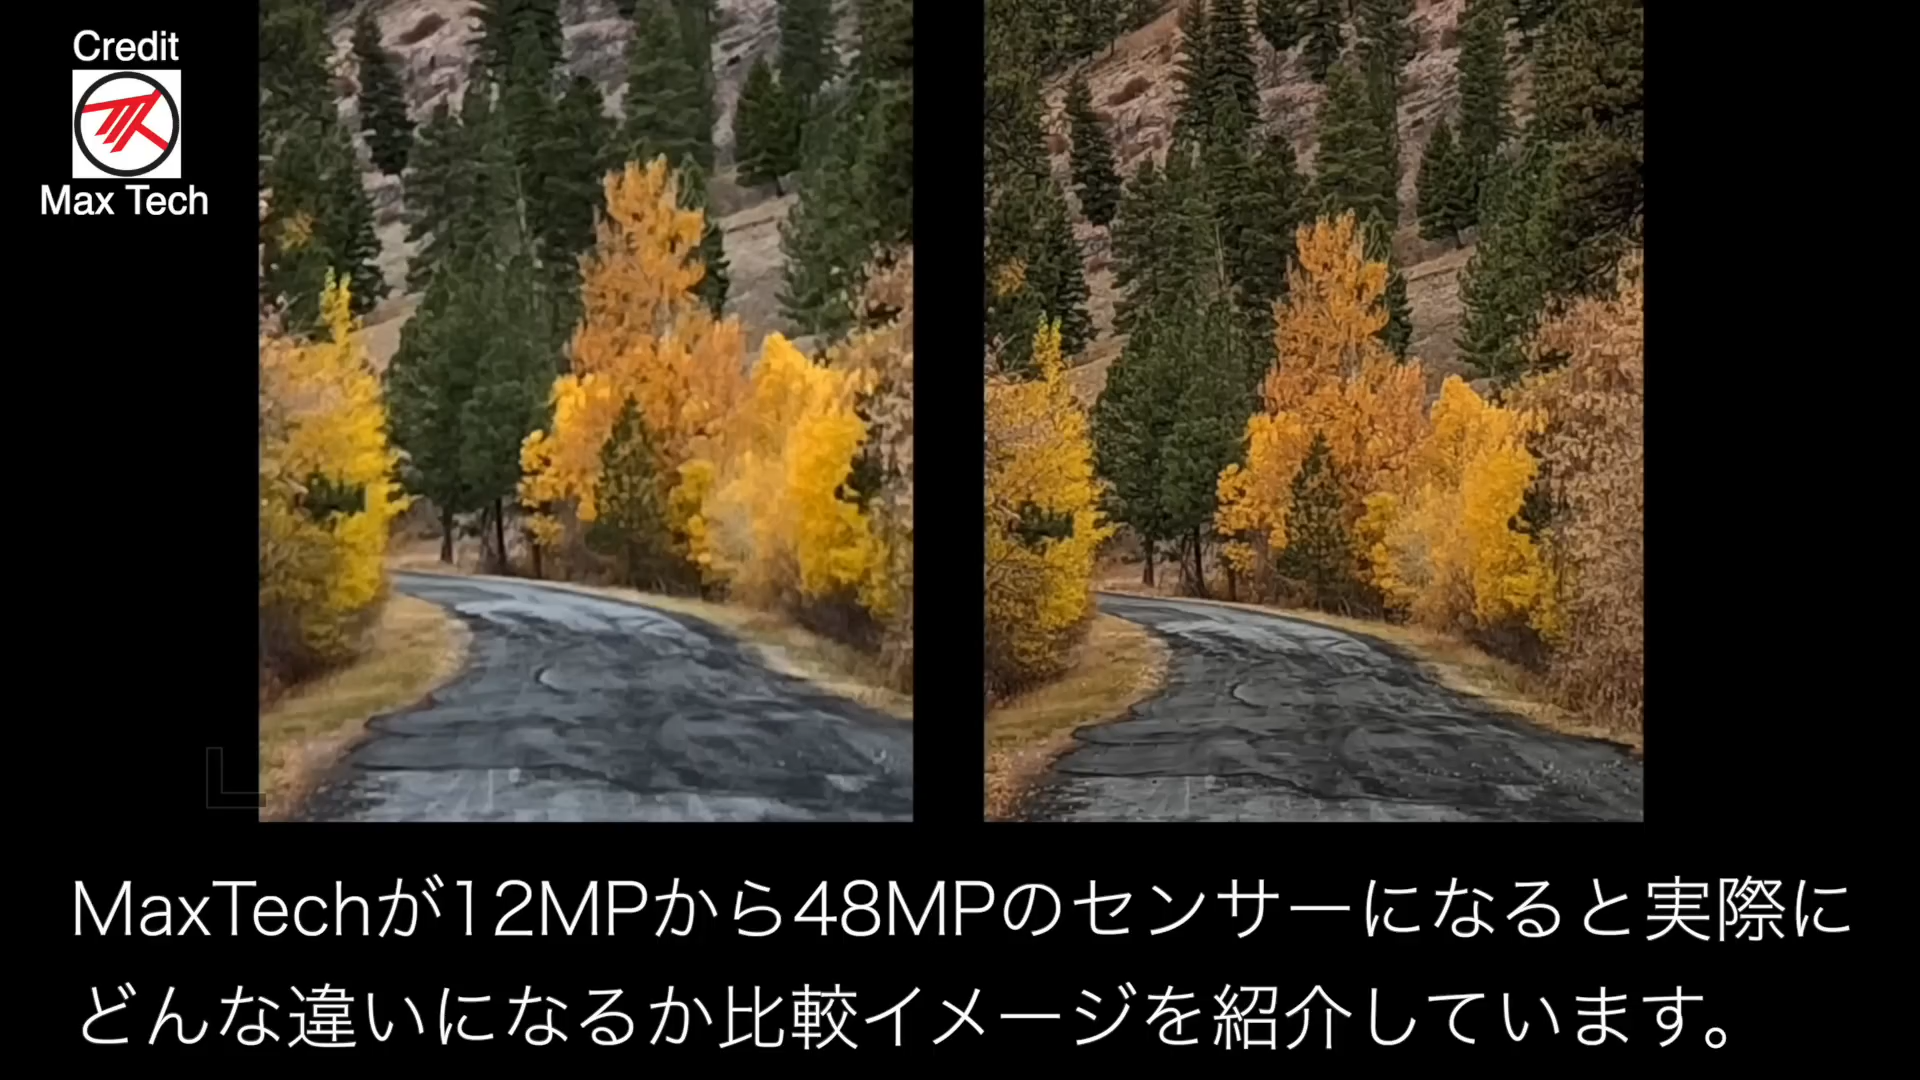 Credit
Max Tech
MaxTechが12MPから48MPのセンサーになると実際に
どんな違いになるか比較イメージを紹介しています。